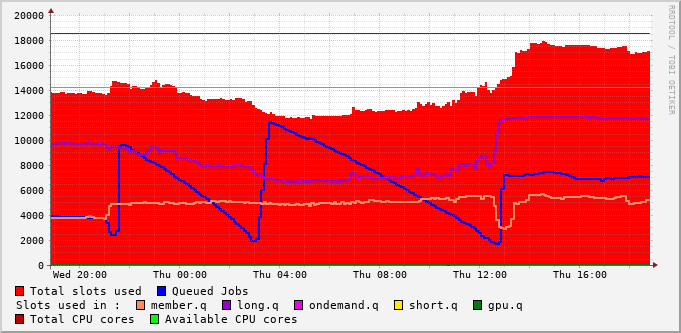 RRDTOOL / TOBI OETIKER
20000
18000
16000
14000
12000
10000
8000
6000
4000
2000
0
Wed 20:00 Thu 00:00 Thu 04:00 Thu 08:00 Thu 12:00 Thu 16:00
Total slots used Queued Jobs
Slots used in : member.q long.q ondemand.q short.q gpu.q
Total CPU cores Available CPU cores